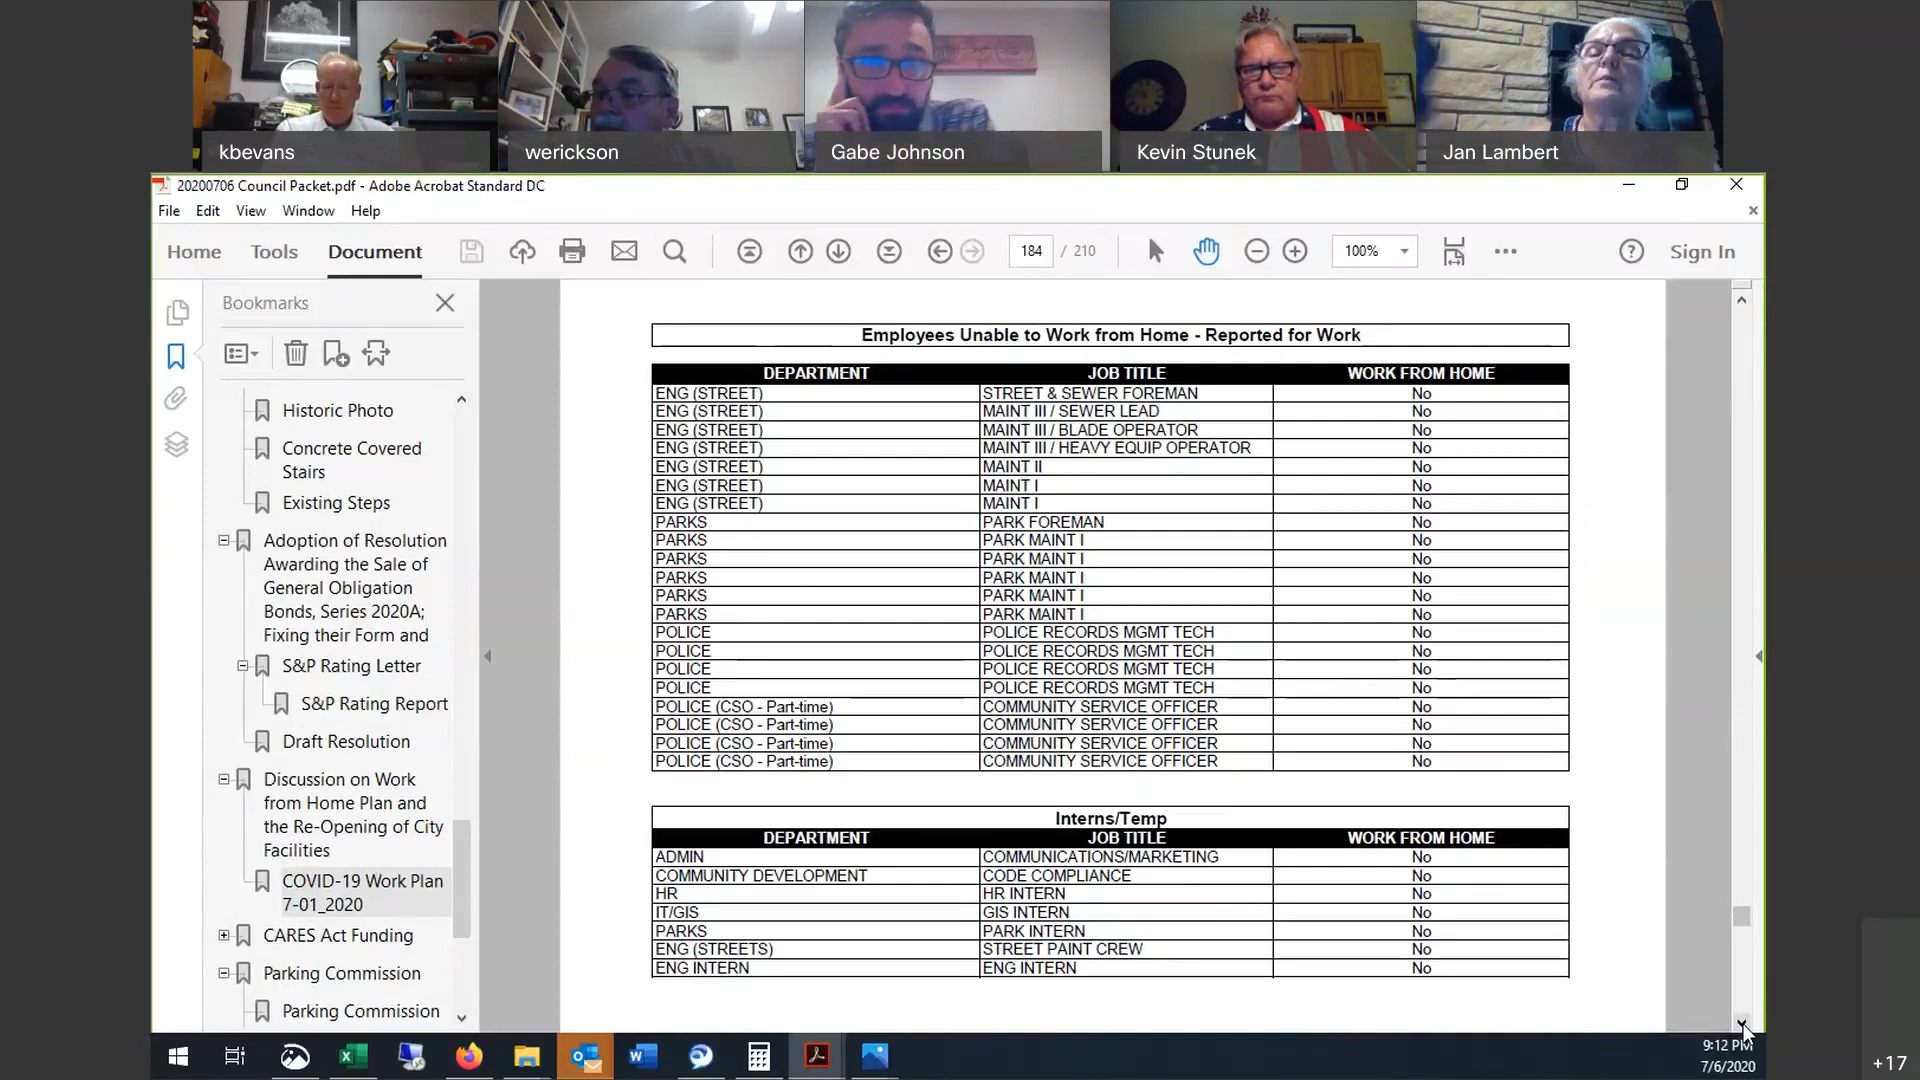 kbevans
werickson
Gabe Johnson
Kevin Stunek
Jan Lambert
20200706 Council Packet.pdf - Adobe Acrobat Standard DC
File Edit View Window Help
Home Tools Document 184 / 210 100% Sign In
Bookmarks
Historic Photo
Concrete Covered
Stairs
Existing Steps
Adoption of Resolution
Awarding the Sale of
General Obligation
Bonds, Series 2020A;
Fixing their Form and
S&P Rating Letter
S&P Rating Report
Draft Resolution
Discussion on Work
from Home Plan and
the Re-Opening of City
Facilities
COVID-19 Work Plan
7-01_2020
CARES Act Funding
Parking Commission
Parking Commission
Employees Unable to Work from Home - Reported for Work
DEPARTMENT JOB TITLE WORK FROM HOME
ENG (STREET) STREET & SEWER FOREMAN No
ENG (STREET) MAINT III / SEWER LEAD No
ENG (STREET) MAINT III / BLADE OPERATOR No
ENG (STREET) MAINT III / HEAVY EQUIP OPERATOR No
ENG (STREET) MAINT II No
ENG (STREET) MAINT I No
ENG (STREET) MAINT I No
PARKS PARK FOREMAN No
PARKS PARK MAINT I No
PARKS PARK MAINT I No
PARKS PARK MAINT I No
PARKS PARK MAINT I No
PARKS PARK MAINT I No
POLICE POLICE RECORDS MGMT TECH No
POLICE POLICE RECORDS MGMT TECH No
POLICE POLICE RECORDS MGMT TECH No
POLICE POLICE RECORDS MGMT TECH No
POLICE (CSO - Part-time) COMMUNITY SERVICE OFFICER No
POLICE (CSO - Part-time) COMMUNITY SERVICE OFFICER No
POLICE (CSO - Part-time) COMMUNITY SERVICE OFFICER No
POLICE (CSO - Part-time) COMMUNITY SERVICE OFFICER No
Interns/Temp
DEPARTMENT JOB TITLE WORK FROM HOME
ADMIN COMMUNICATIONS/MARKETING No
COMMUNITY DEVELOPMENT CODE COMPLIANCE No
HR HR INTERN No
IT/GIS GIS INTERN No
PARKS PARK INTERN No
ENG (STREETS) STREET PAINT CREW No
ENG INTERN ENG INTERN No
9:12 PM
7/6/2020
+17